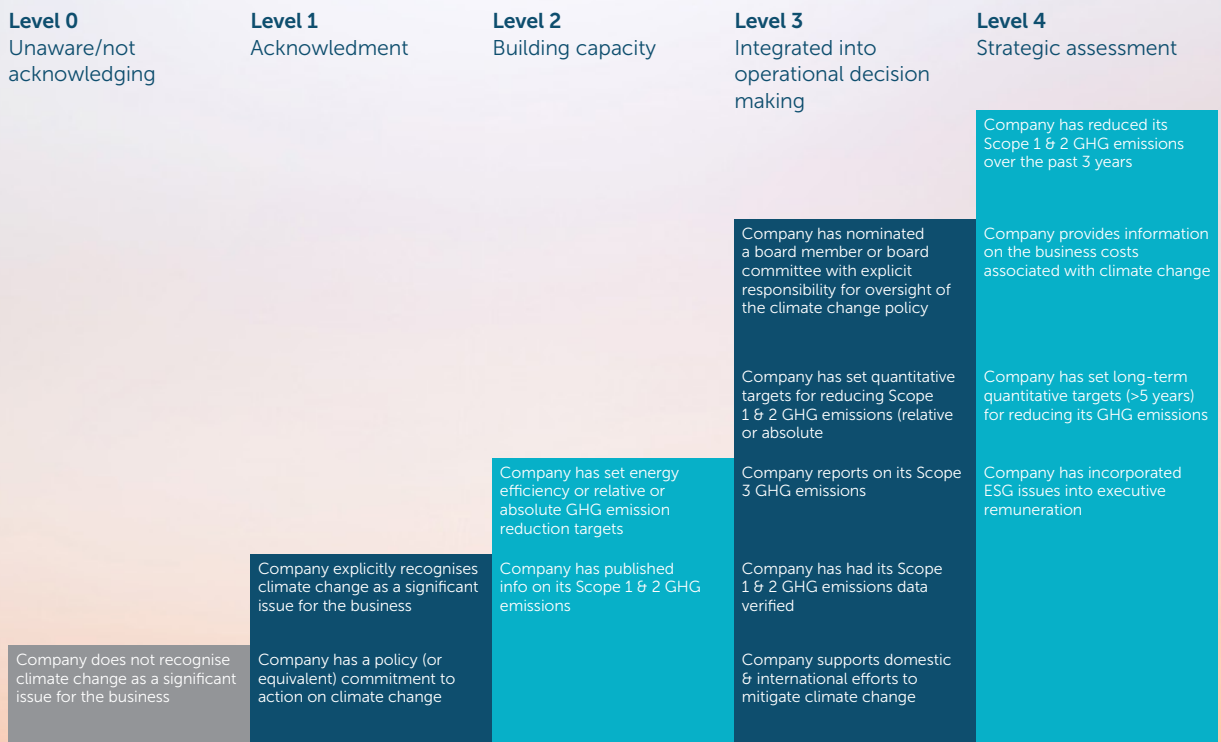 Level 0
Unaware/not
acknowledging
Level 1
Acknowledment
Level 2
Building capacity
Level 3
Integrated into
operational decision
making
Level 4
Strategic assessment
Company does not recognise
climate change as a significant
issue for the business
Company explicitly recognises
climate change as a significant
issue for the business
Company has a policy (or
equivalent) commitment to
action on climate change
Company has set energy
efficiency or relative or
absolute GHG emission
reduction targets
Company has published
info on its Scope 1 & 2 GHG
emissions
Company has nominated
a board member or board
committee with explicit
responsibility for oversight of
the climate change policy
Company has set quantitative
targets for reducing Scope
1 & 2 GHG emissions (relative
or absolute
Company reports on its Scope
3 GHG emissions
Company has had its Scope
1 & 2 GHG emissions data
verified
Company supports domestic
& international efforts to
mitigate climate change
Company has reduced its
Scope 1 & 2 GHG emissions
over the past 3 years
Company provides information
on the business costs
associated with climate change
Company has set long-term
quantitative targets (>5 years)
for reducing its GHG emissions
Company has incorporated
ESG issues into executive
remuneration